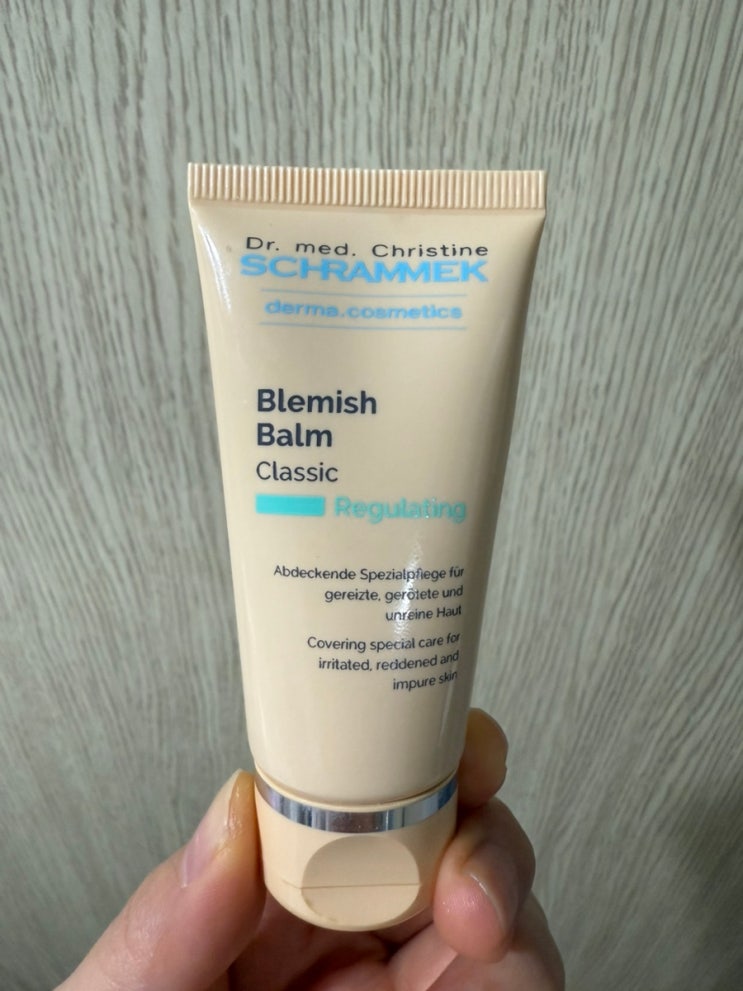 Dr. med. Christine
SCHRAMMEK
derma.cosmetics
Blemish
Balm
Classic
Regulating
Abdeckende Spezialpflege für
gereizte, gerötete und
unreine Haut
Covering special care for
irritated, reddened and
impure skin